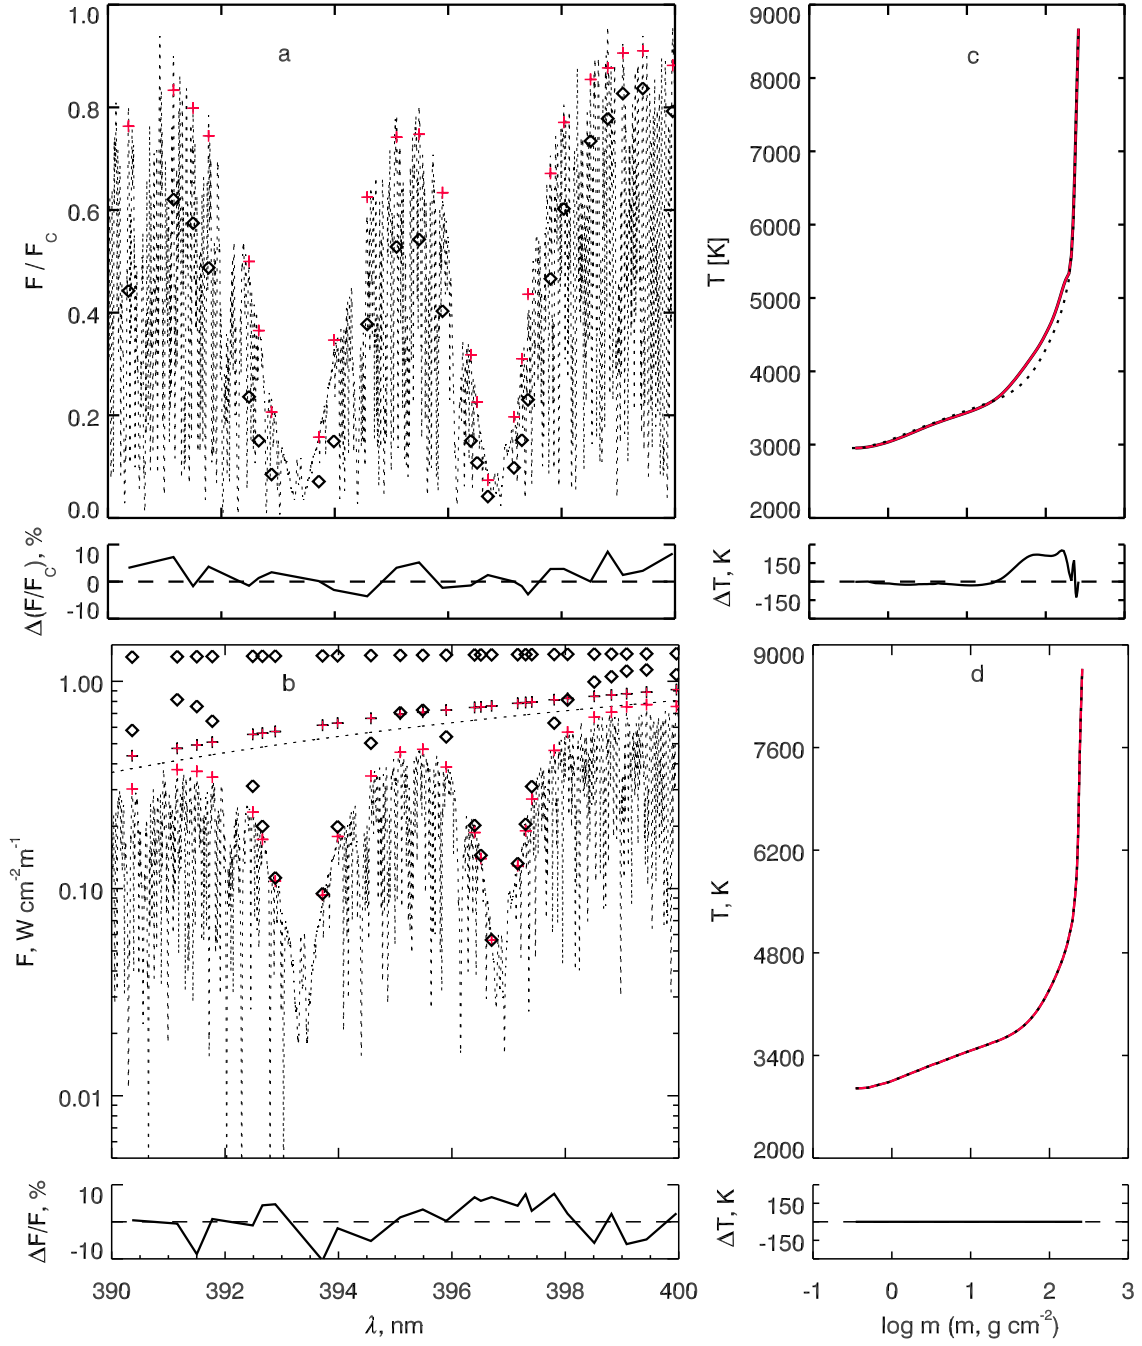 1.0
0.8
0.6
0.4
0.2
0.0
F / F_C
a
9000
8000
7000
6000
5000
4000
3000
2000
T [K]
c
10
0
-10
Δ(F/F_C), %
150
-150
ΔT, K
1.00
0.10
0.01
F, W cm⁻²m⁻¹
b
9000
7600
6200
4800
3400
2000
T, K
d
10
-10
ΔF/F, %
390 392 394 396 398 400
λ, nm
150
-150
ΔT, K
-1 0 1 2 3
log m (m, g cm⁻²)